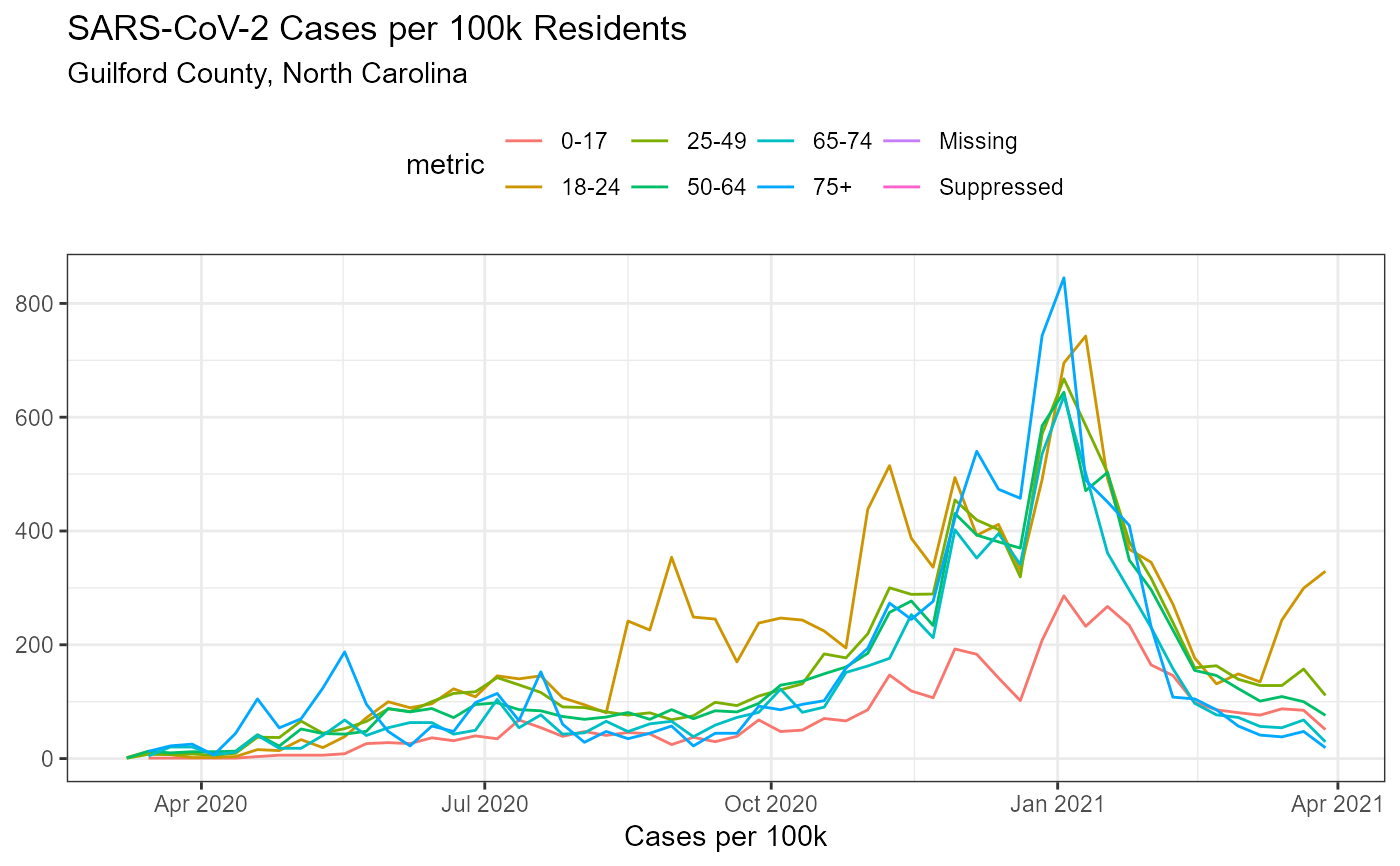 SARS-CoV-2 Cases per 100k Residents
Guilford County, North Carolina
metric
0-17 25-49 65-74 Missing
18-24 50-64 75+ Suppressed
800
600
400
200
0
Apr 2020 Jul 2020 Oct 2020 Jan 2021 Apr 2021
Cases per 100k